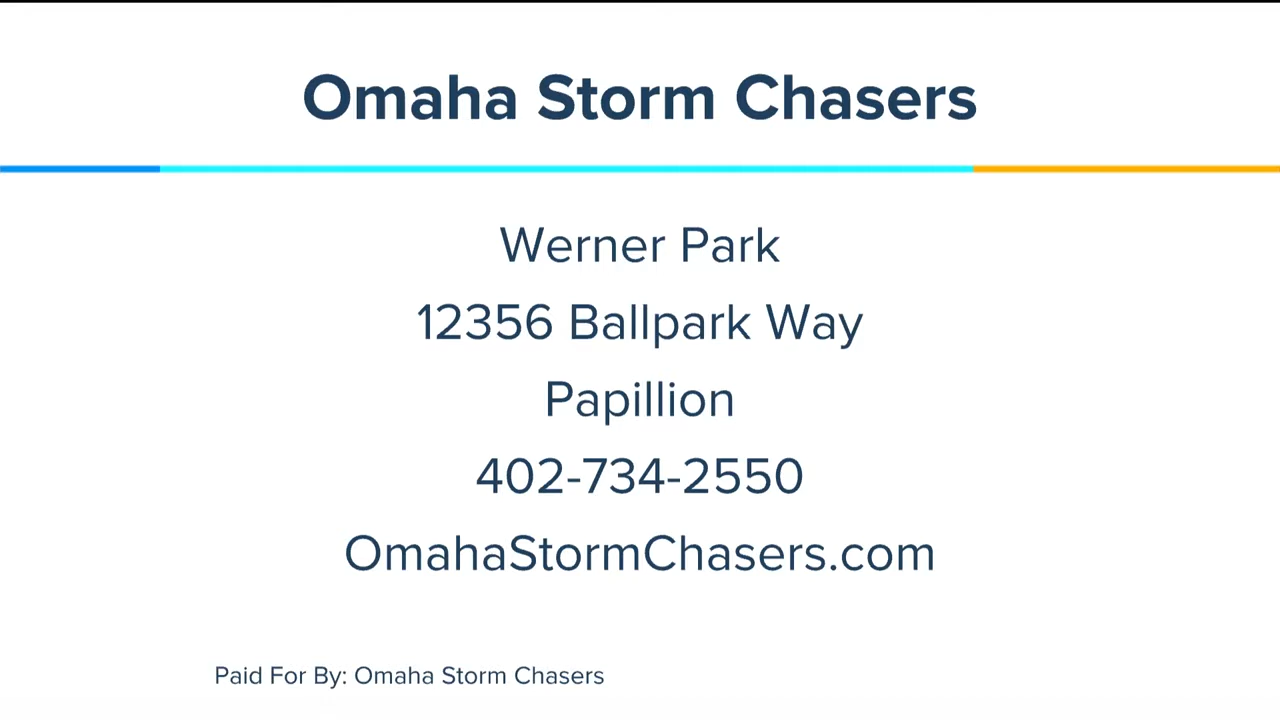 Omaha Storm Chasers
Werner Park
12356 Ballpark Way
Papillion
402-734-2550
OmahaStormChasers.com
Paid For By: Omaha Storm Chasers